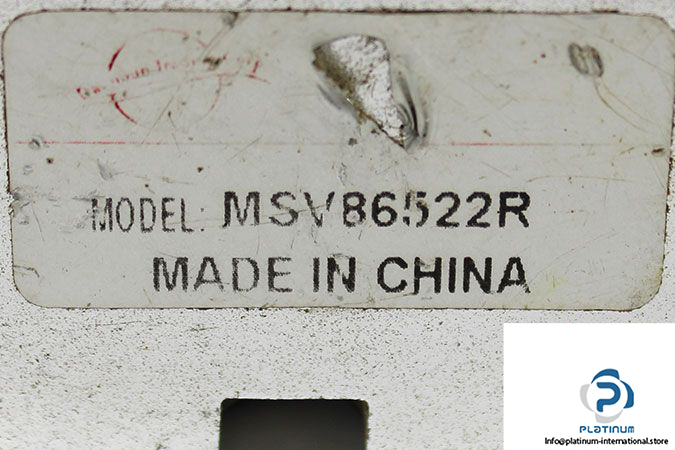 MODEL: MSV86522R
MADE IN CHINA
PLATINUM
Info@platinum-international.store